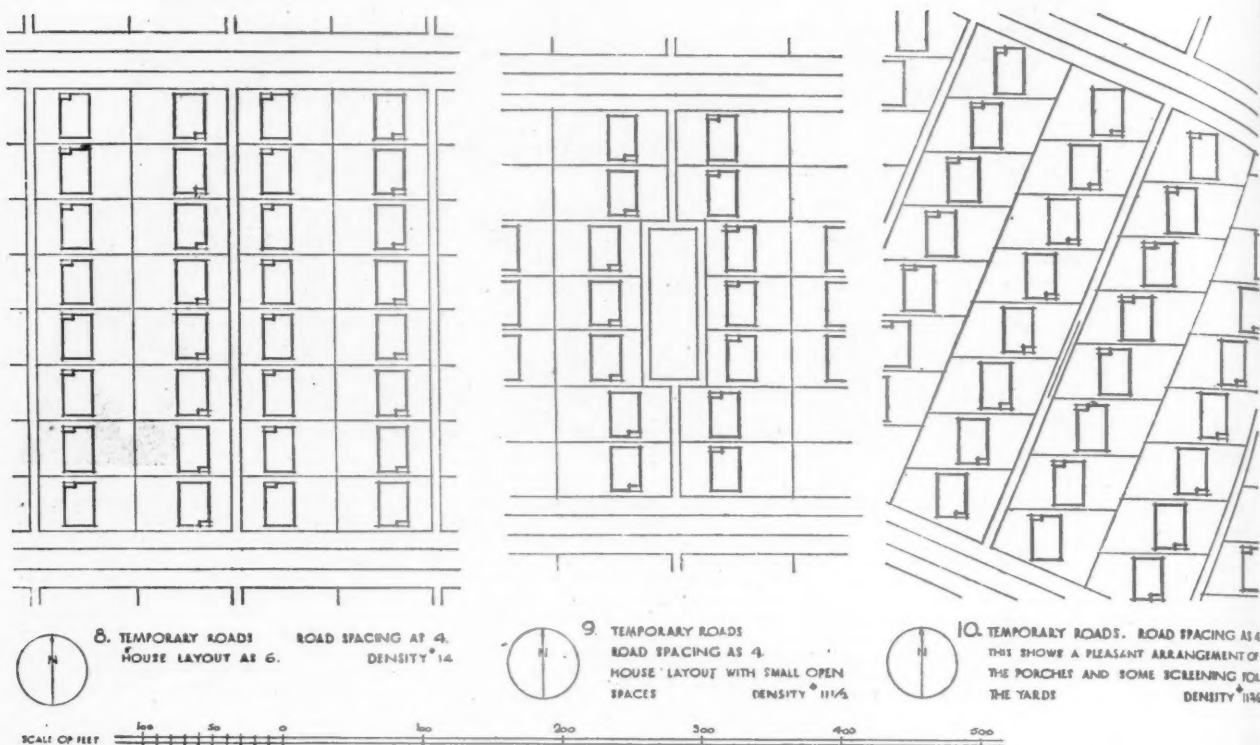 8. TEMPORARY ROADS ROAD SPACING AS 4.
HOUSE LAYOUT AS 6. DENSITY * 14
N
9. TEMPORARY ROADS
ROAD SPACING AS 4
HOUSE LAYOUT WITH SMALL OPEN
SPACES DENSITY *
N
10. TEMPORARY ROADS. ROAD SPACING AS 4
THIS SHOWS A PLEASANT ARRANGEMENT OF
THE PORCHES AND SOME SCREENING
THE YARDS DENSITY *
N
SCALE OF FEET 100 50 0 100 200 300 400 500